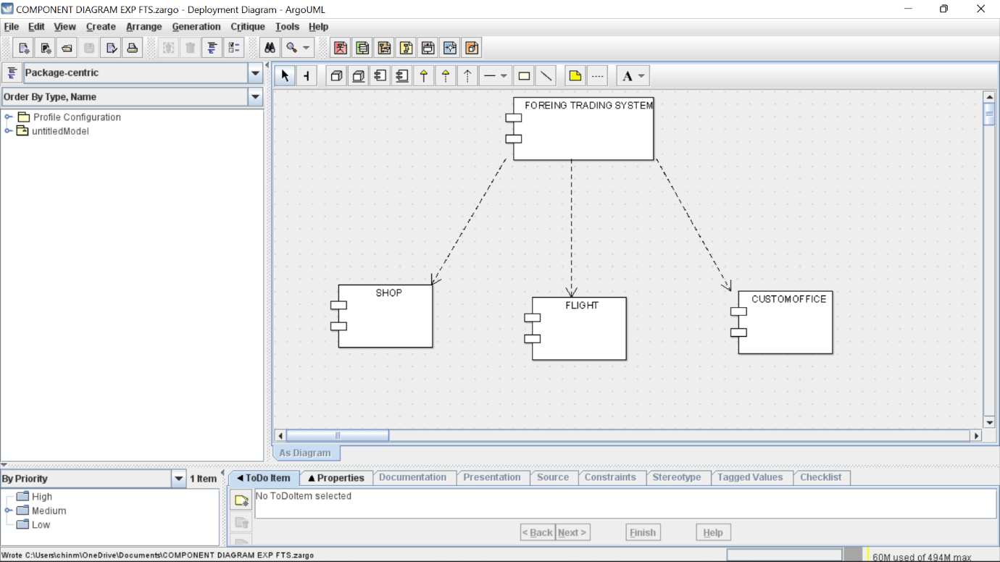 COMPONENT DIAGRAM EXP FTS.zargo - Deployment Diagram - ArgoUML
File Edit View Create Arrange Generation Critique Tools Help
Package-centric
Order By Type, Name
Profile Configuration
untitledModel
A
FOREING TRADING SYSTEM
SHOP
FLIGHT
CUSTOMOFFICE
As Diagram
By Priority
1 Item
High
Medium
Low
ToDo Item Properties Documentation Presentation Source Constraints Stereotype Tagged Values Checklist
No ToDoItem selected
< Back Next > Finish Help
Wrote C:\Users\chinm\OneDrive\Documents\COMPONENT DIAGRAM EXP FTS.zargo
60M used of 494M max